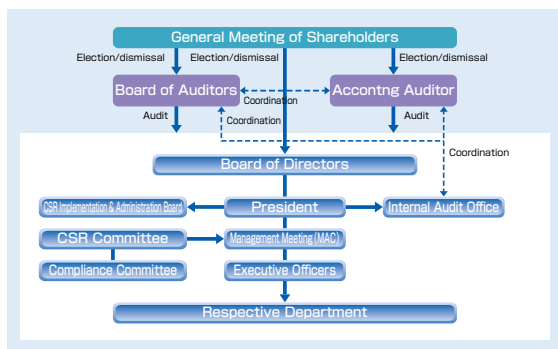 General Meeting of Shareholders
Election/dismissal Election/dismissal Election/dismissal
Board of Auditors Accontng Auditor
Coordination
Audit Coordination Audit
Coordination
Board of Directors
CSR Implementation & Administration Board President Internal Audit Office
CSR Committee Management Meeting (MAC)
Compliance Committee Executive Officers
Respective Department